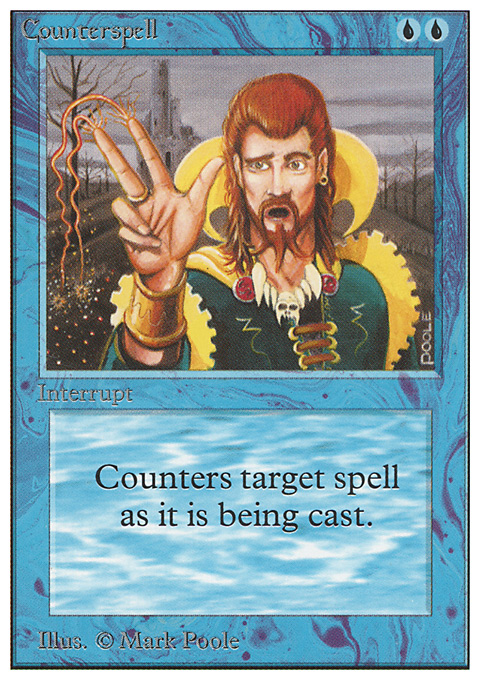 Counterspell
POOLE
Interrupt
Counters target spell
as it is being cast.
Illus. © Mark Poole